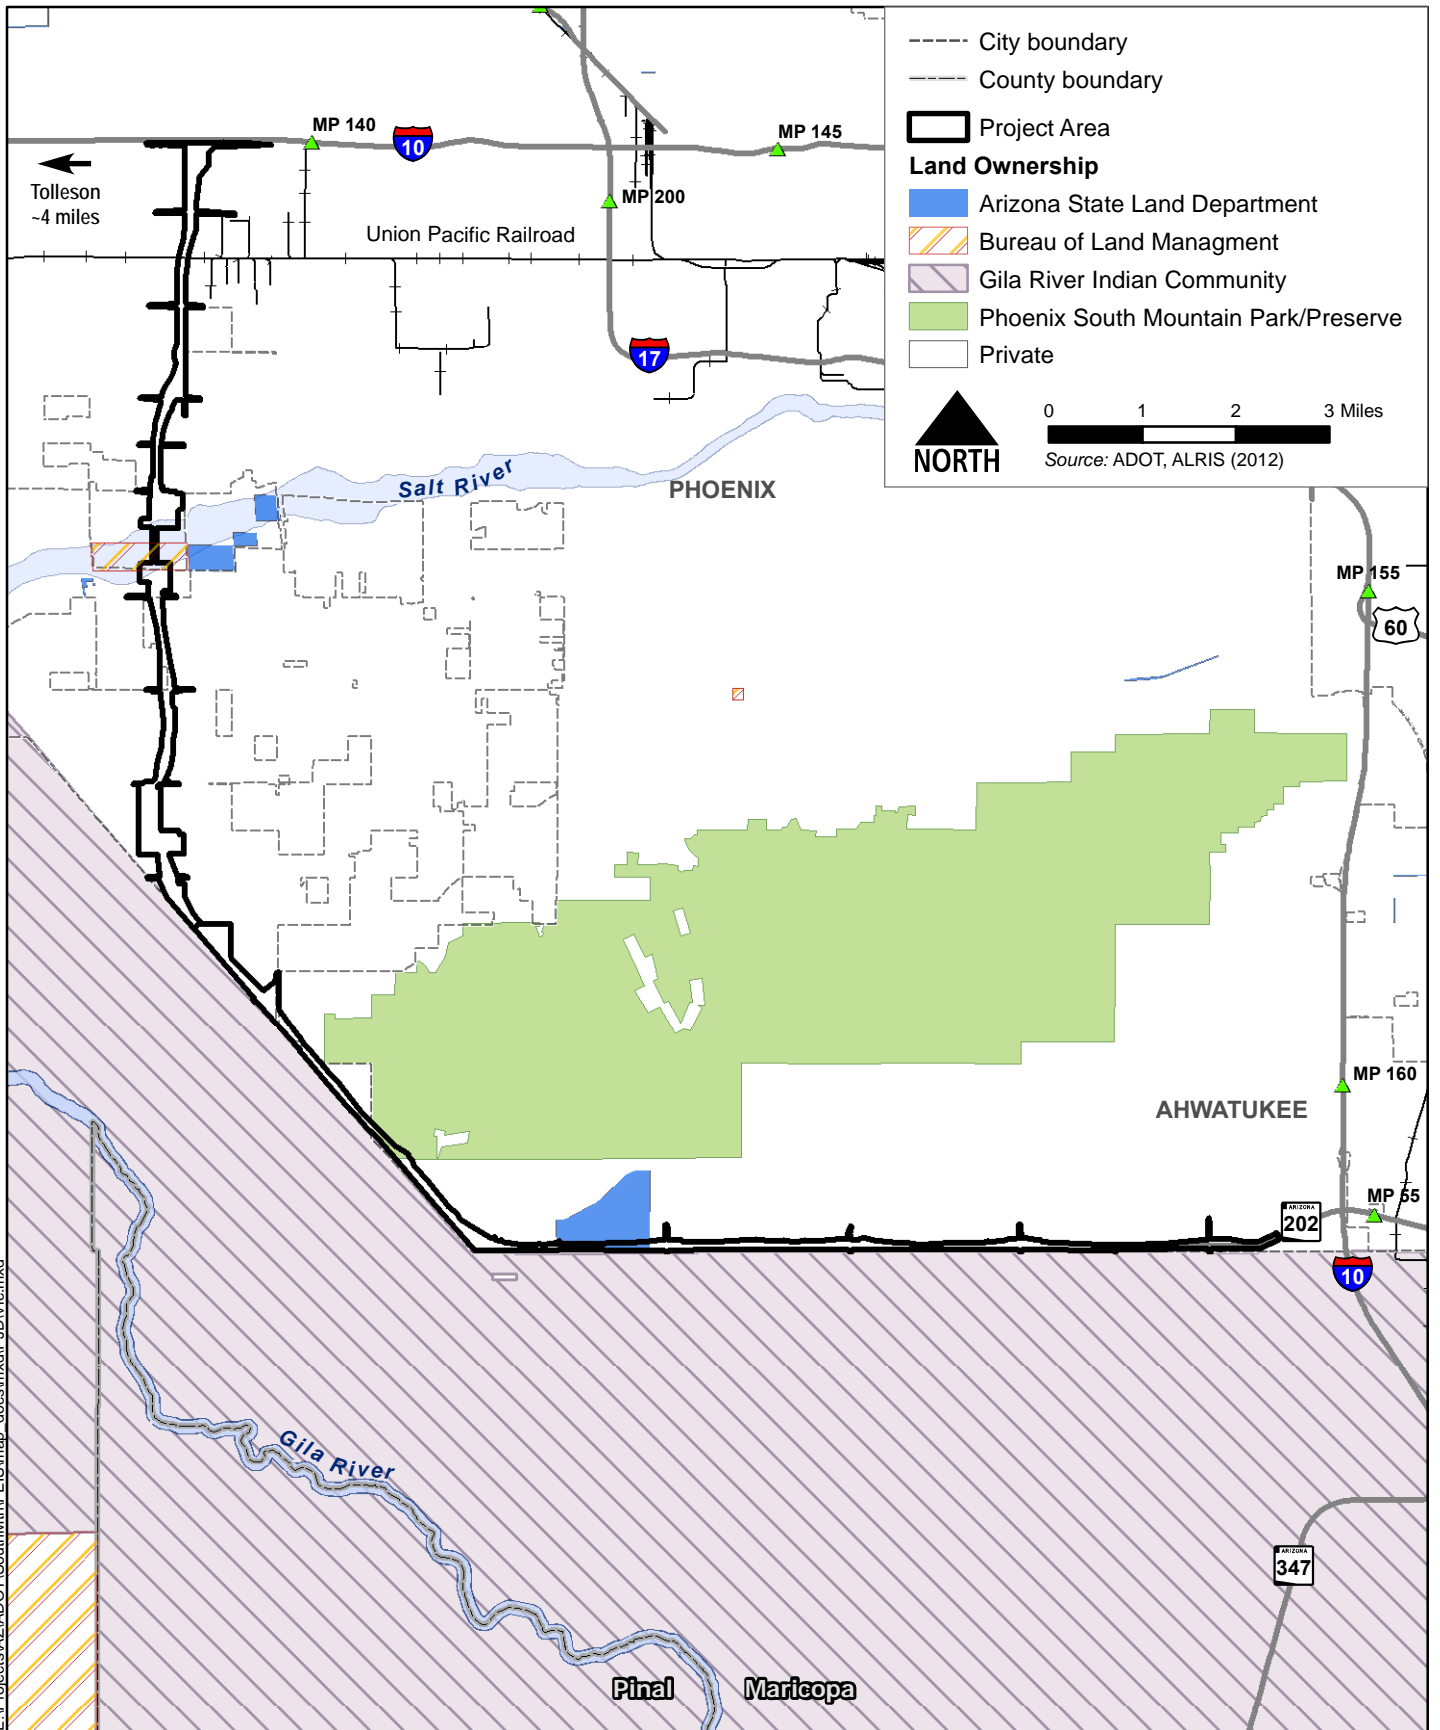 City boundary
County boundary
Project Area
Land Ownership
Arizona State Land Department
Bureau of Land Managment
Gila River Indian Community
Phoenix South Mountain Park/Preserve
Private
NORTH
0 1 2 3 Miles
Source: ADOT, ALRIS (2012)
MP 140
10
MP 145
Tolleson
~4 miles
MP 200
Union Pacific Railroad
17
Salt River
PHOENIX
MP 155
60
MP 160
AHWATUKEE
MP 55
ARIZONA
202
10
Gila River
ARIZONA
347
Pinal
Maricopa